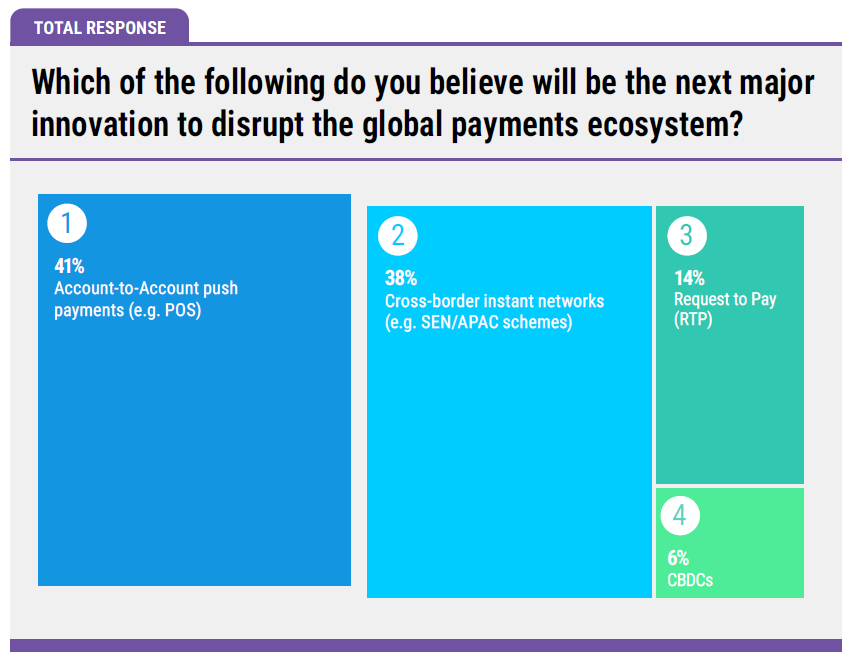 TOTAL RESPONSE
Which of the following do you believe will be the next major
innovation to disrupt the global payments ecosystem?
1
41%
Account-to-Account push
payments (e.g. POS)
2
38%
Cross-border instant networks
(e.g. SEN/APAC schemes)
3
14%
Request to Pay
(RTP)
4
6%
CBDCs